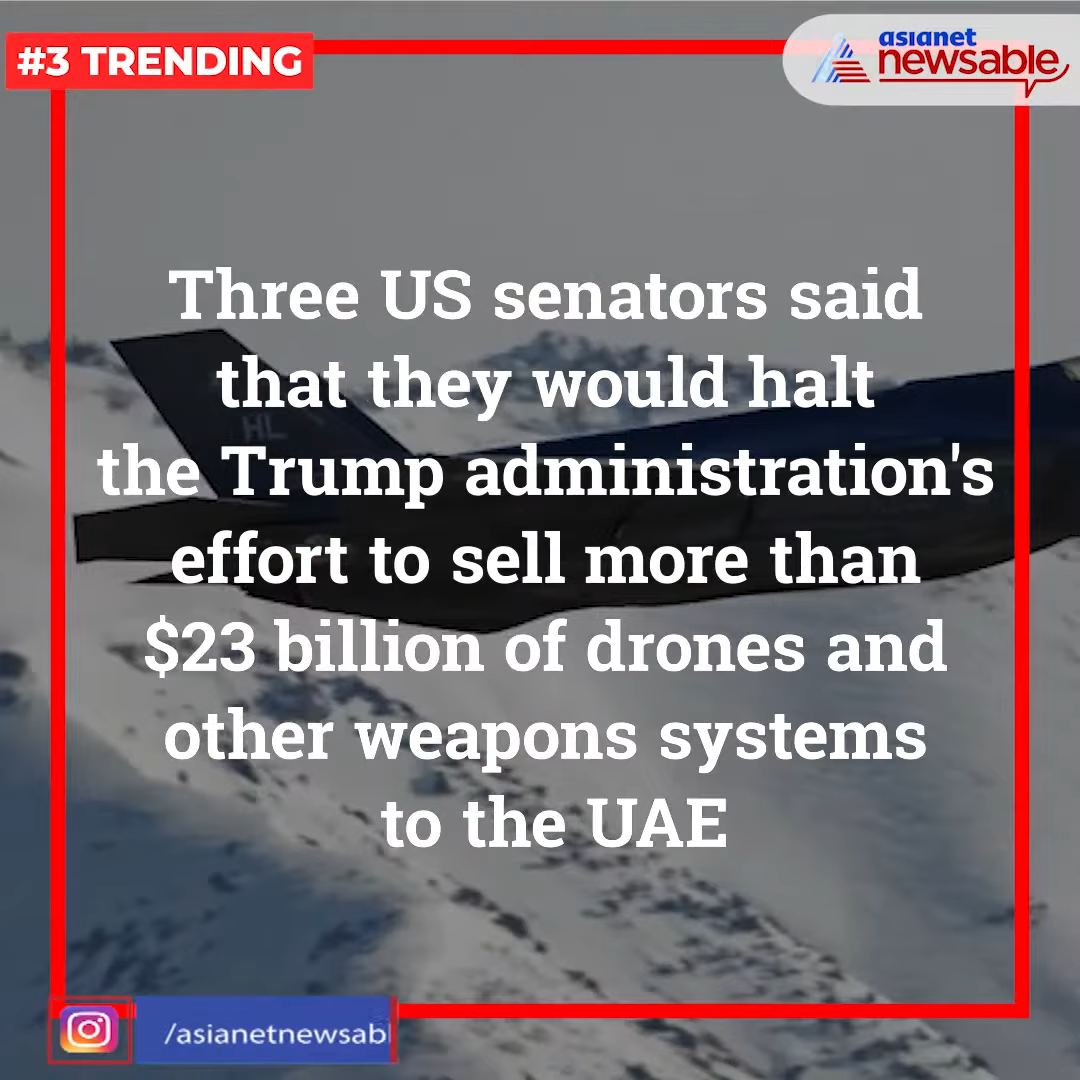 #3 TRENDING
asıanet
newsable
Three US senators said
that they would halt
the Trump administration's
effort to sell more than
$23 billion of drones and
other weapons systems
to the UAE
HL
/asianetnewsabl